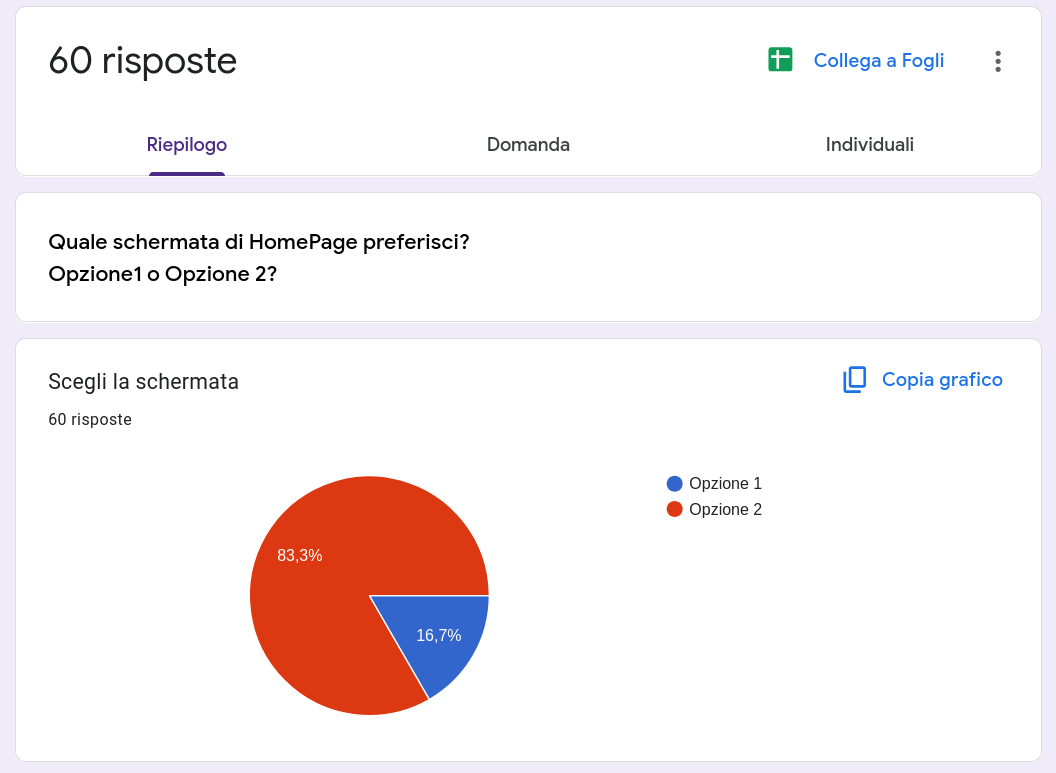 60 risposte
Collega a Fogli
Riepilogo
Domanda
Individuali
Quale schermata di HomePage preferisci?
Opzione1 o Opzione 2?
Scegli la schermata
Copia grafico
60 risposte
Opzione 1
Opzione 2
83,3%
16,7%